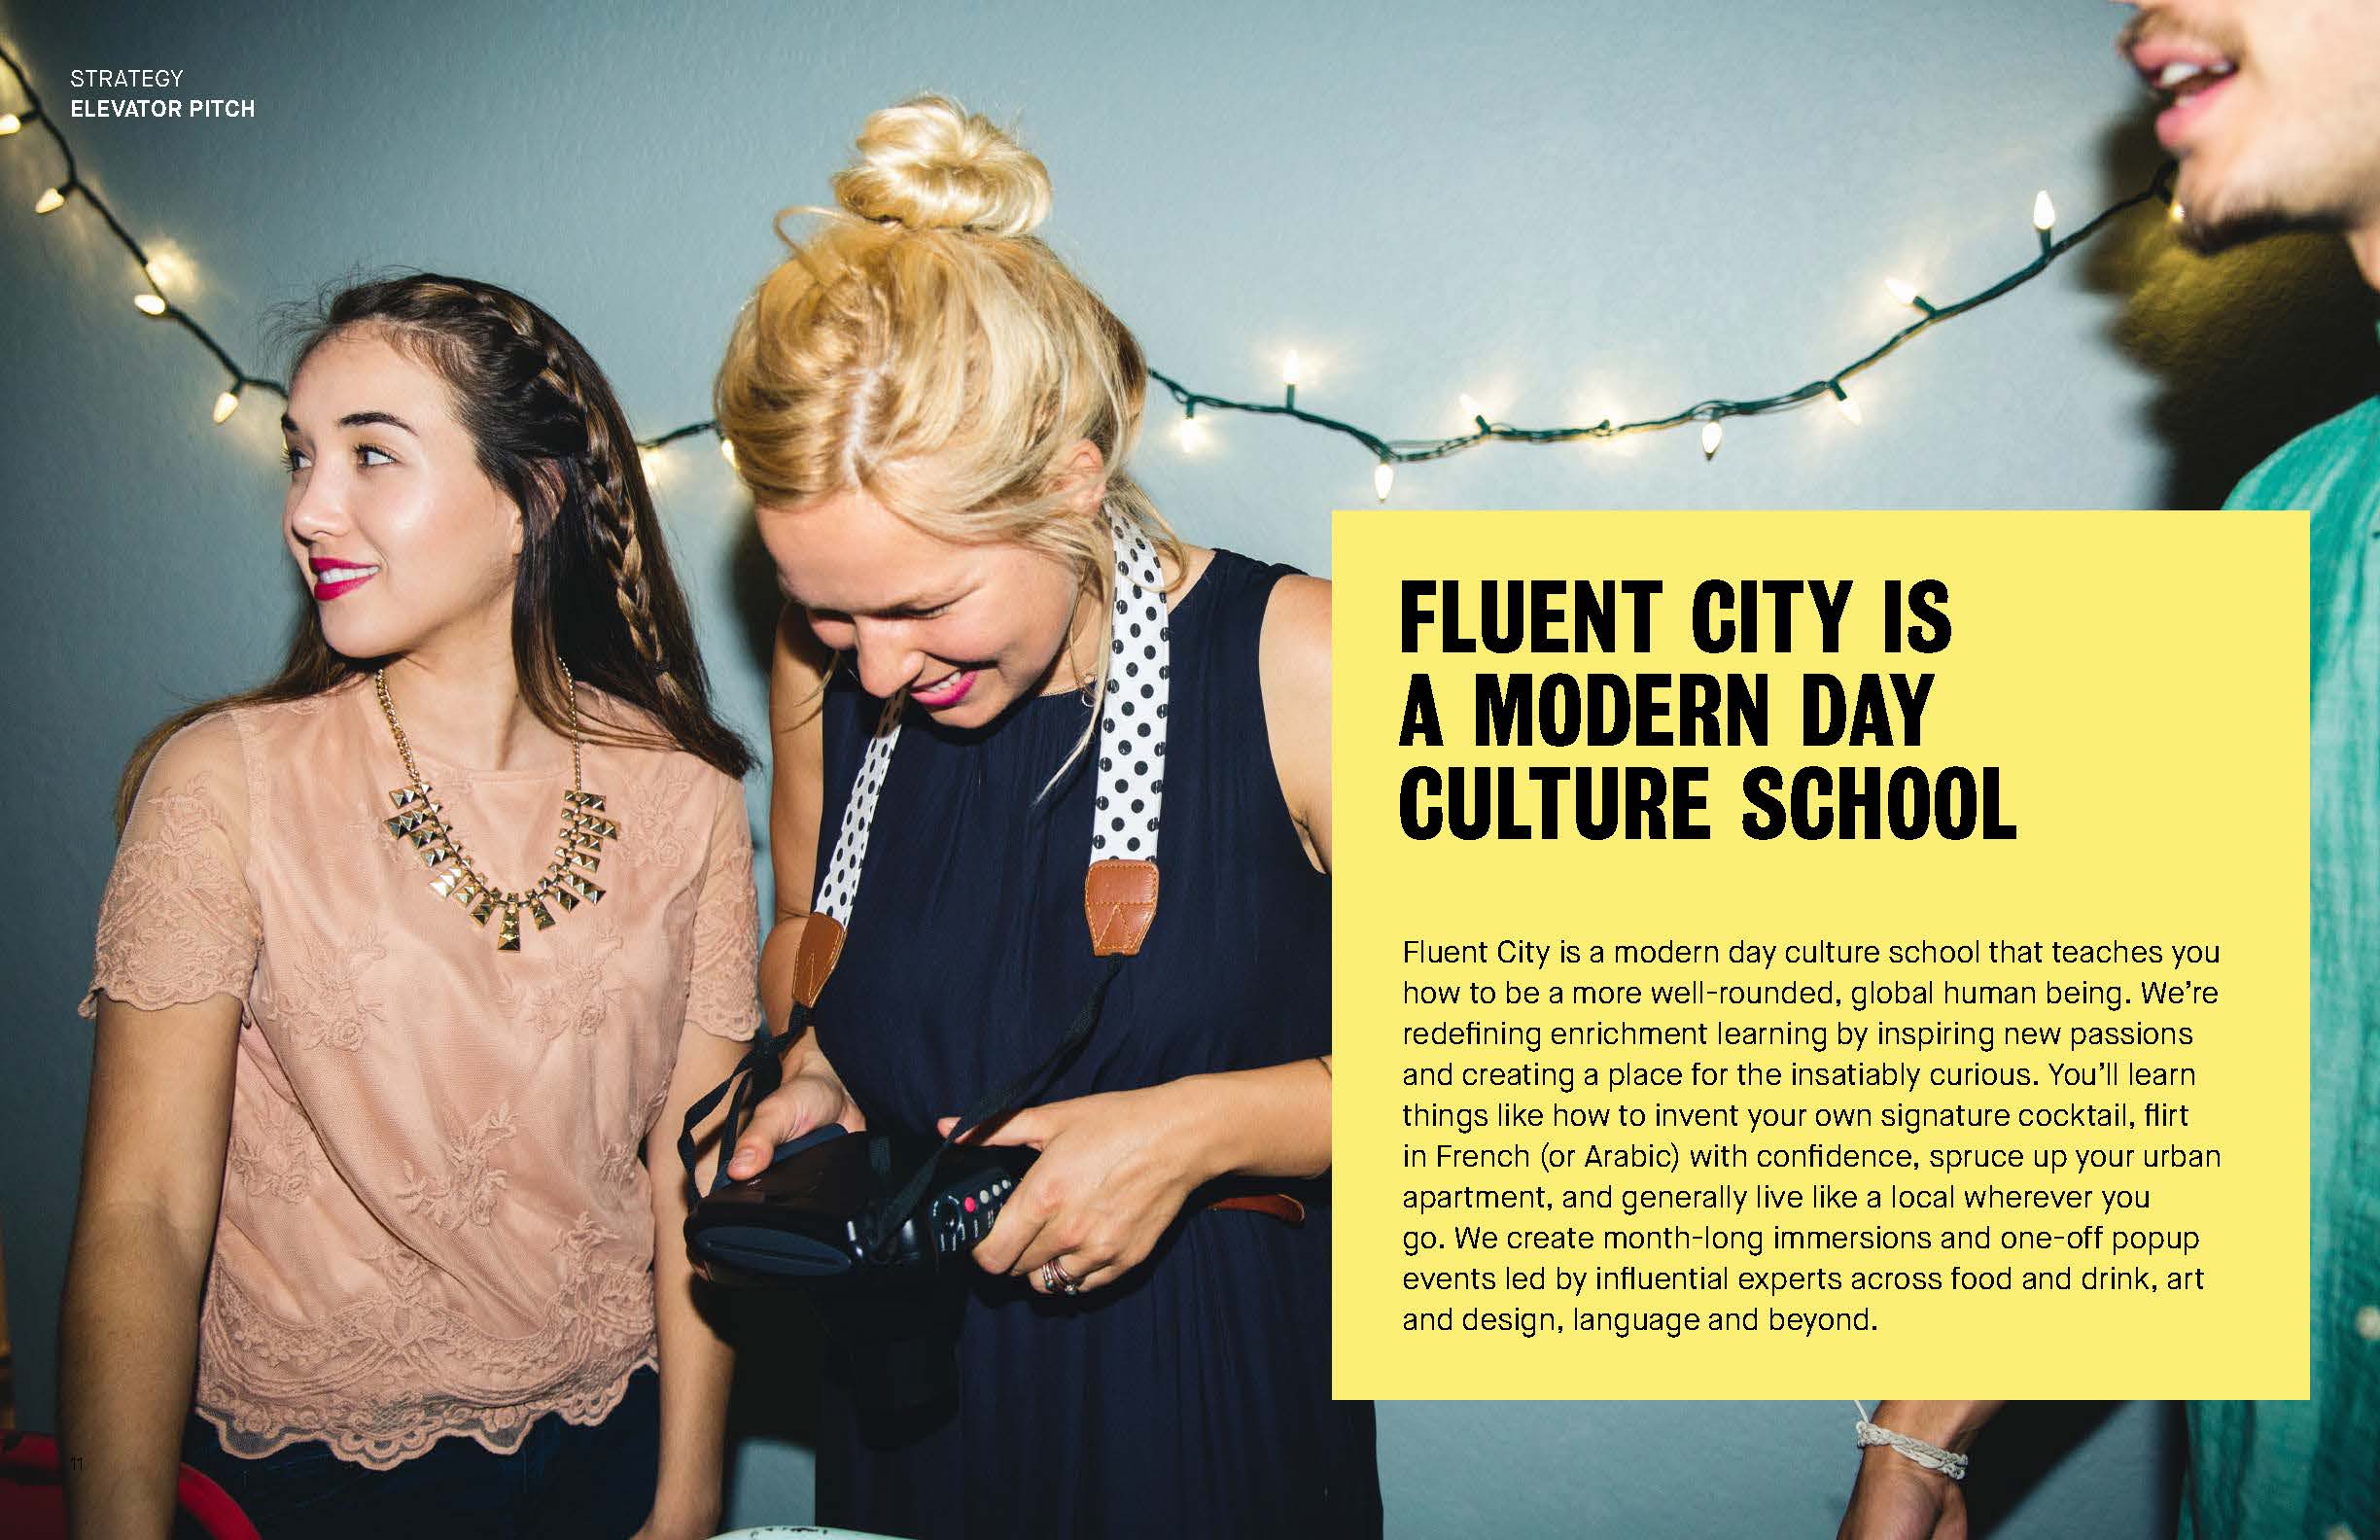 STRATEGY
ELEVATOR PITCH
FLUENT CITY IS
A MODERN DAY
CULTURE SCHOOL
Fluent City is a modern day culture school that teaches you
how to be a more well-rounded, global human being. We’re
redefining enrichment learning by inspiring new passions
and creating a place for the insatiably curious. You’ll learn
things like how to invent your own signature cocktail, flirt
in French (or Arabic) with confidence, spruce up your urban
apartment, and generally live like a local wherever you
go. We create month-long immersions and one-off popup
events led by influential experts across food and drink, art
and design, language and beyond.
11